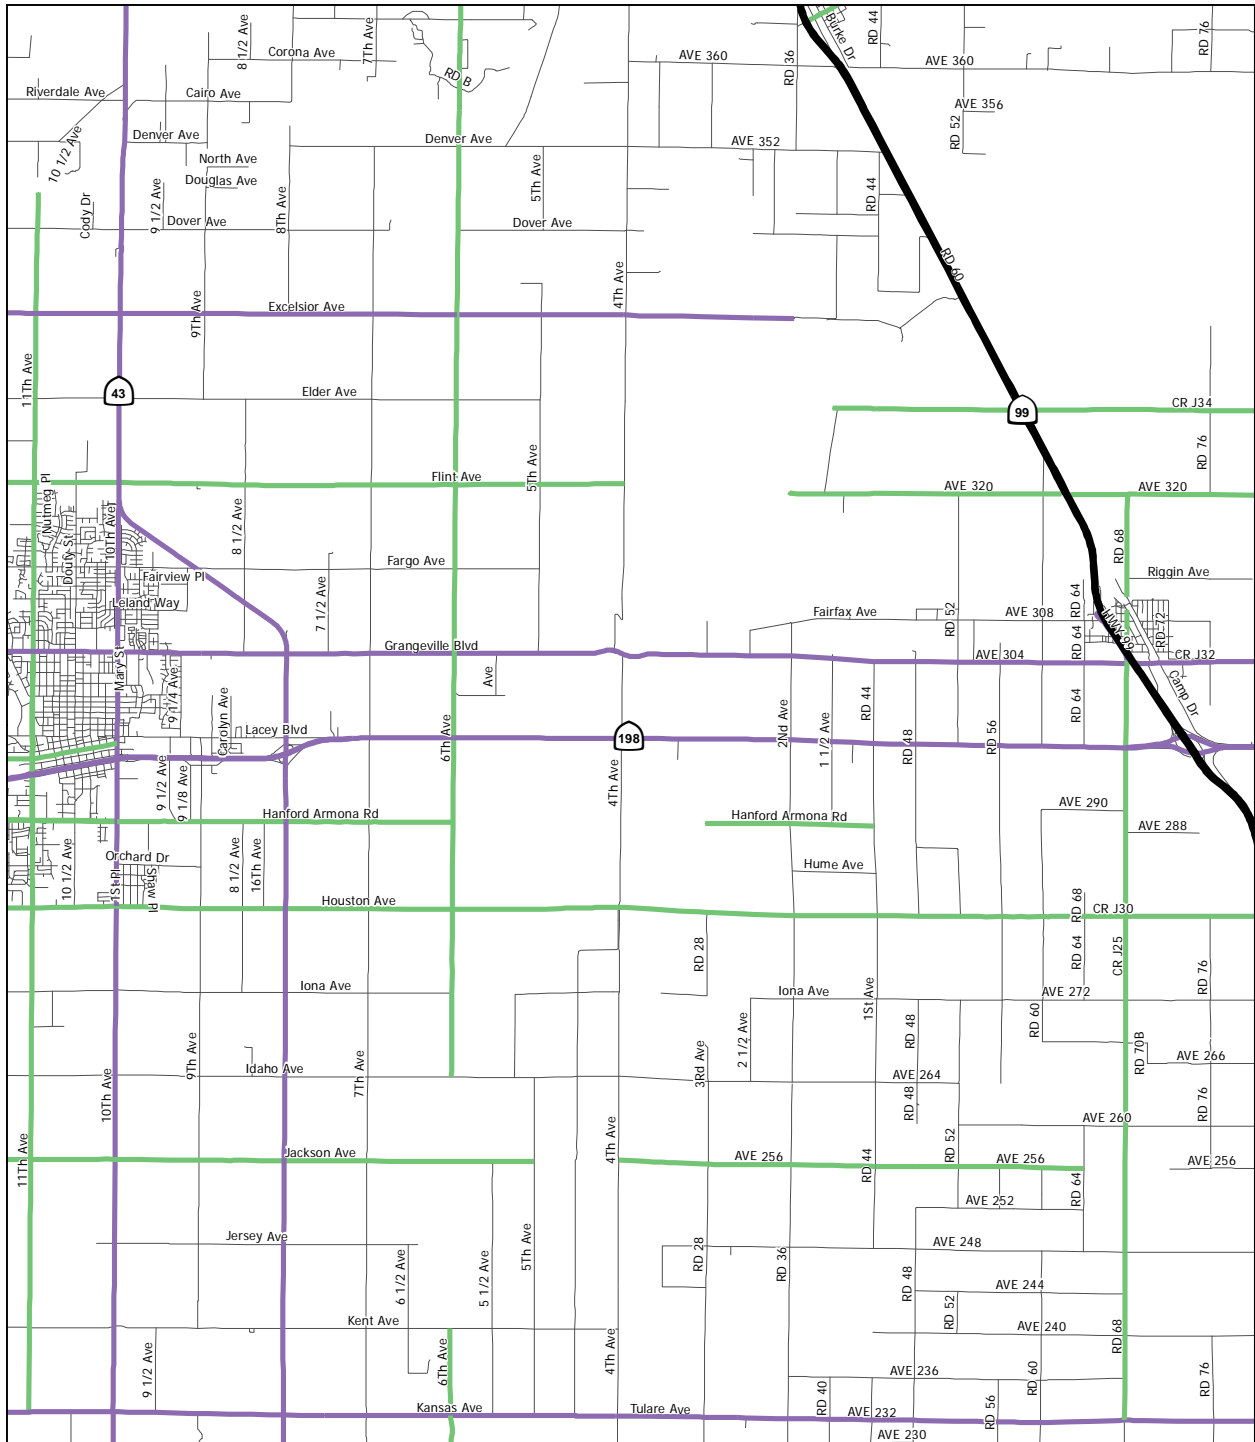 8 1/2 Ave
7Th Ave
Corona Ave
RD B
Riverdale Ave
Cairo Ave
10 1/2 Ave
Denver Ave
North Ave
Douglas Ave
Denver Ave
5Th Ave
Cody Dr
9 1/2 Ave
Dover Ave
8Th Ave
Dover Ave
4Th Ave
RD 36
Burke Dr
RD 44
RD 76
AVE 360
AVE 360
AVE 356
RD 52
AVE 352
RD 44
RD 60
9Th Ave
Excelsior Ave
11Th Ave
43
Elder Ave
99
CR J34
RD 76
5Th Ave
Flint Ave
AVE 320
AVE 320
Nutmeg Pl
10Th Ave
Douty St
8 1/2 Ave
Fargo Ave
RD 68
Riggin Ave
Fairview Pl
Leland Way
7 1/2 Ave
Fairfax Ave
RD 52
AVE 308
RD 64
RD 64
HWY 99
RD 72
Grangeville Blvd
AVE 304
CR J32
Mary St
9 1/4 Ave
Ave
RD 44
RD 64
Camp Dr
Carolyn Ave
Lacey Blvd
6Th Ave
198
2Nd Ave
1 1/2 Ave
RD 48
RD 56
9 1/2 Ave
9 1/8 Ave
4Th Ave
Hanford Armona Rd
Hanford Armona Rd
AVE 290
AVE 288
Orchard Dr
10 1/2 Ave
1St Pl
Shaw Pl
8 1/2 Ave
16Th Ave
Hume Ave
Houston Ave
RD 68
CR J30
RD 28
RD 64
CR J25
RD 76
Iona Ave
Iona Ave
1St Ave
AVE 272
RD 60
RD 48
9Th Ave
10Th Ave
Idaho Ave
7Th Ave
3Rd Ave
2 1/2 Ave
RD 70B
AVE 266
AVE 264
RD 48
RD 76
AVE 260
11Th Ave
Jackson Ave
4Th Ave
AVE 256
RD 44
RD 52
AVE 256
RD 64
AVE 256
AVE 252
Jersey Ave
6 1/2 Ave
5 1/2 Ave
5Th Ave
RD 28
RD 36
AVE 248
RD 48
AVE 244
RD 52
AVE 240
RD 68
Kent Ave
9 1/2 Ave
6Th Ave
4Th Ave
AVE 236
RD 40
RD 60
RD 76
Kansas Ave
Tulare Ave
AVE 232
RD 56
AVE 230